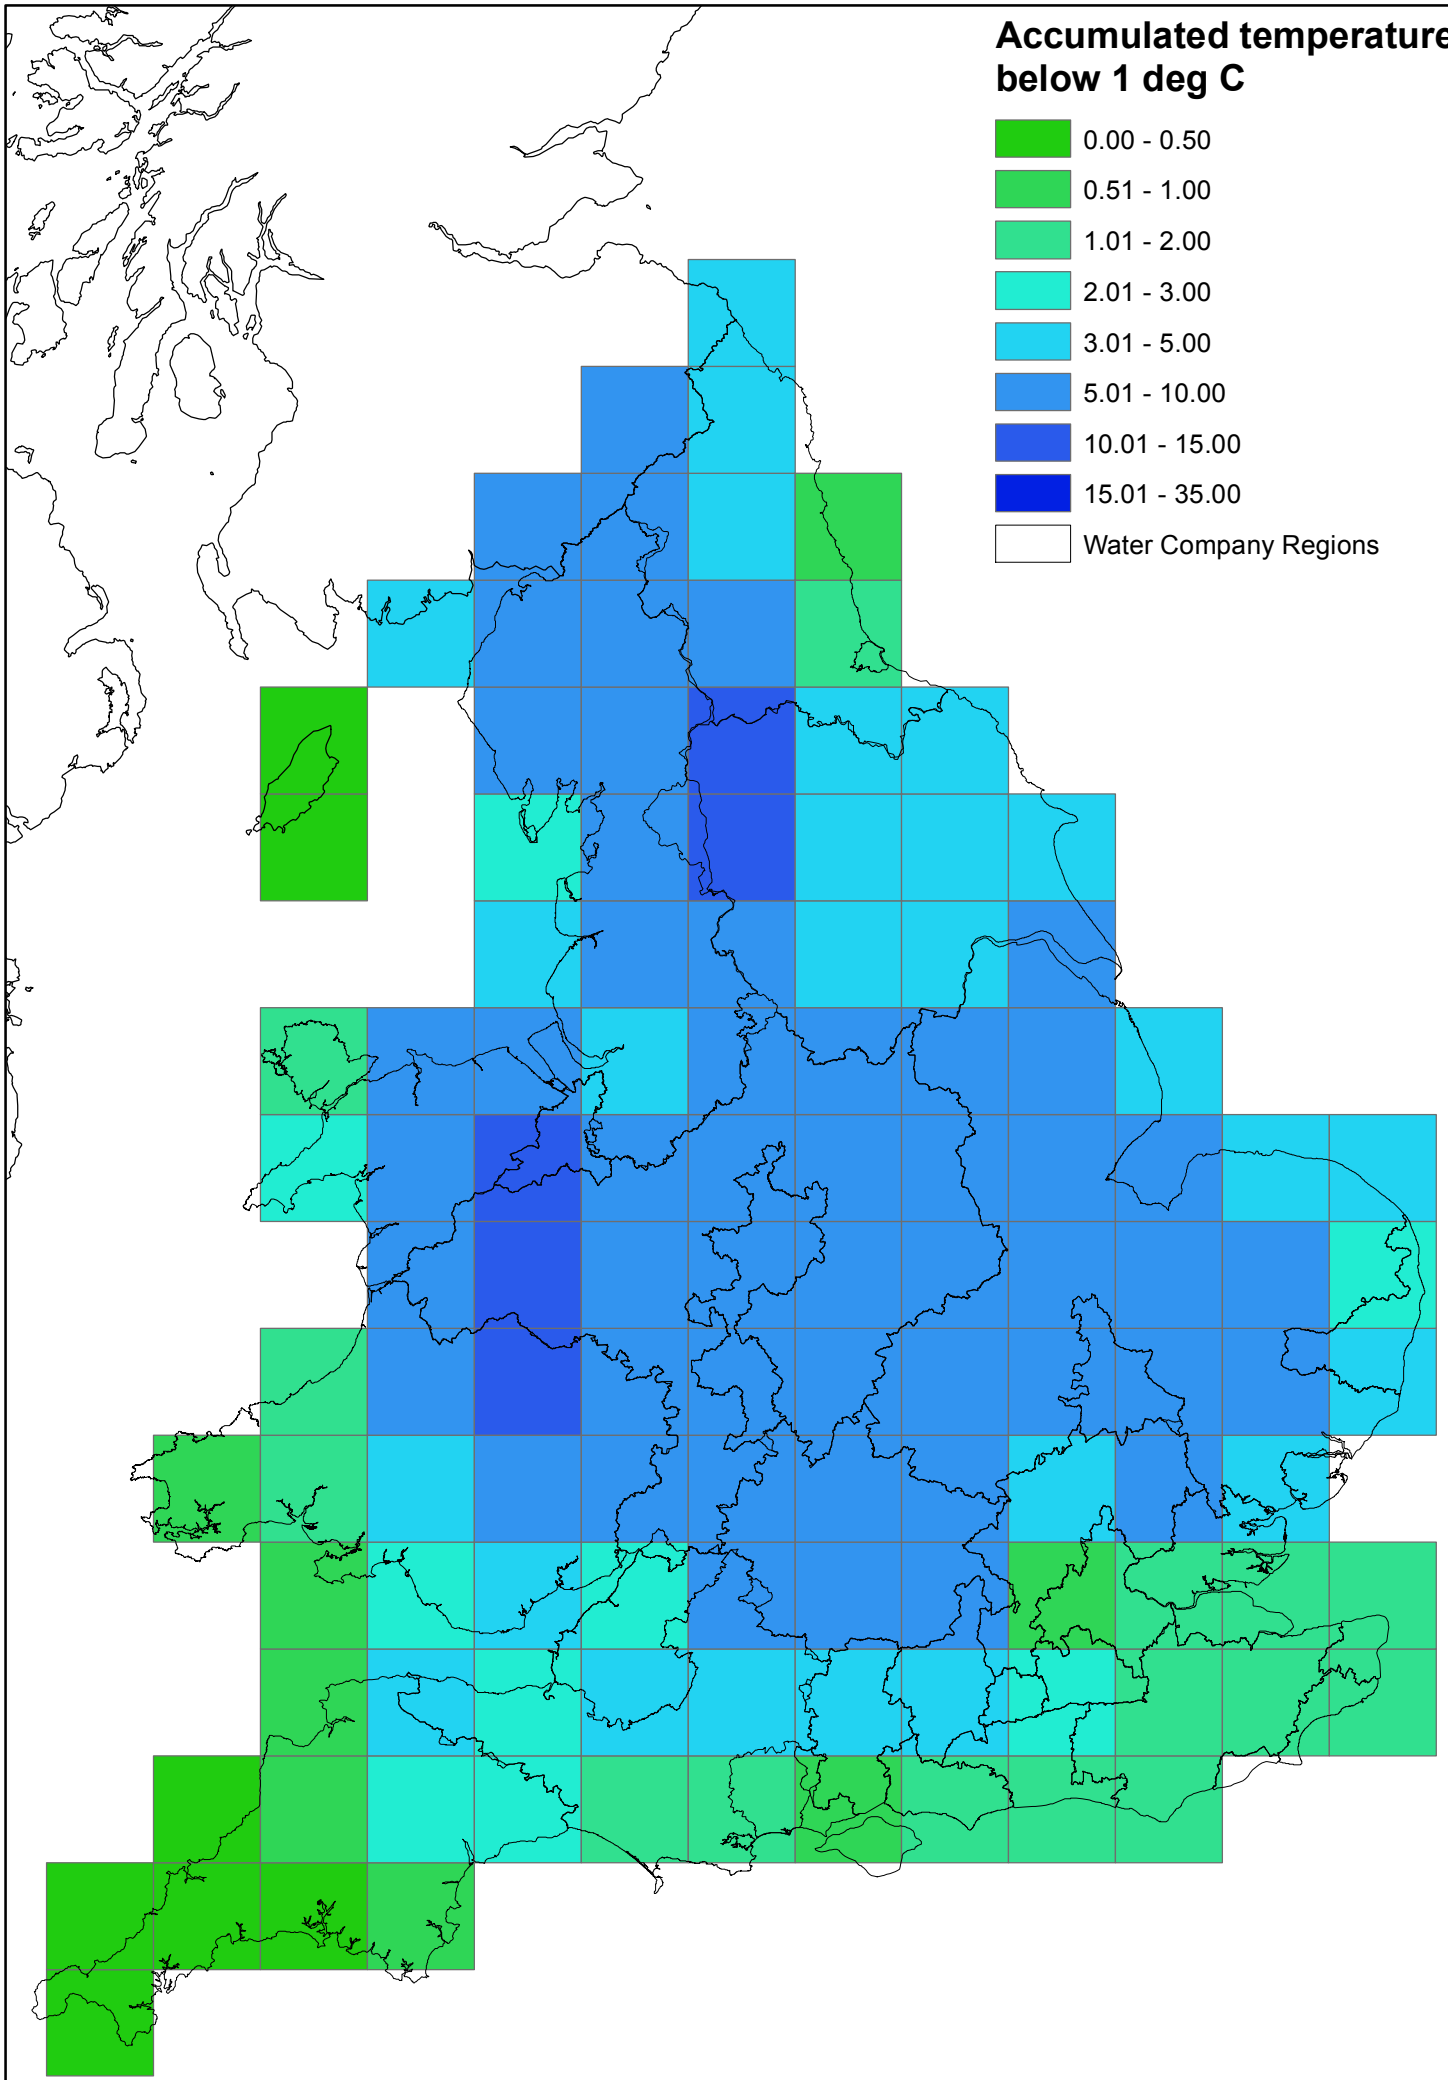 Accumulated temperature
below 1 deg C
0.00 - 0.50
0.51 - 1.00
1.01 - 2.00
2.01 - 3.00
3.01 - 5.00
5.01 - 10.00
10.01 - 15.00
15.01 - 35.00
Water Company Regions